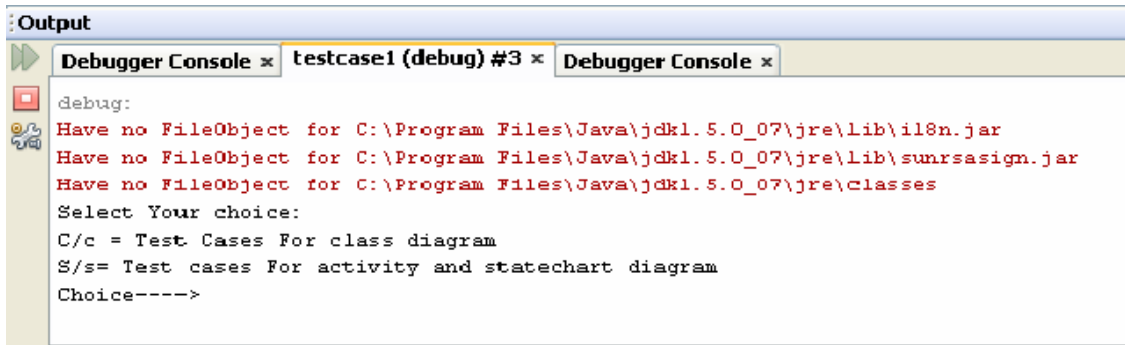 Output
Debugger Console × testcase1 (debug) #3 × Debugger Console ×
debug:
Have no FileObject for C:\Program Files\Java\jdk1.5.0_07\jre\lib\i18n.jar
Have no FileObject for C:\Program Files\Java\jdk1.5.0_07\jre\lib\sunrsasign.jar
Have no FileObject for C:\Program Files\Java\jdk1.5.0_07\jre\classes
Select Your choice:
C/c = Test Cases For class diagram
S/s= Test cases For activity and statechart diagram
Choice---->